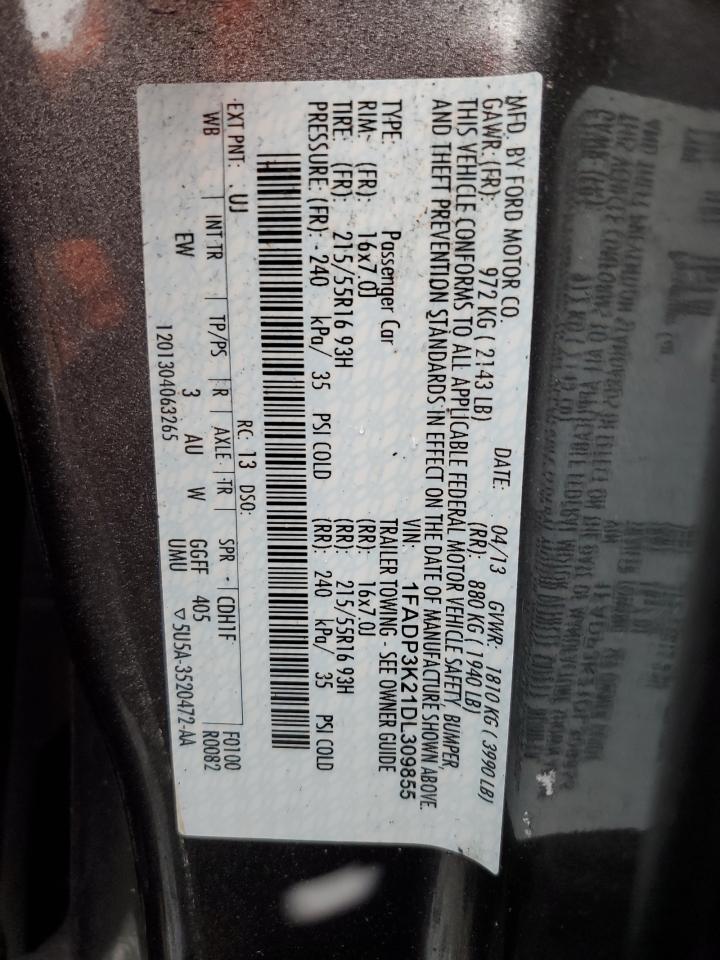 MFD. BY FORD MOTOR CO.
DATE: 04/13 GVWR: 1810 KG ( 3990 LB)
GAWR: (FR): 972 KG ( 2143 LB) (RR): 880 KG ( 1940 LB)
THIS VEHICLE CONFORMS TO ALL APPLICABLE FEDERAL MOTOR VEHICLE SAFETY, BUMPER,
AND THEFT PREVENTION STANDARDS IN EFFECT ON THE DATE OF MANUFACTURE SHOWN ABOVE.
VIN: 1FADP3K21DL309855
TYPE: Passenger Car TRAILER TOWING - SEE OWNER GUIDE
RIM- (FR): 16x7.0J (RR): 16x7.0J
TIRE: (FR): 215/55R16 93H (RR): 215/55R16 93H
PRESSURE: (FR): - 240 kPa/ 35 PSI COLD (RR): 240 kPa/ 35 PSI COLD
RC: 13 DSO: F0100
EXT PNT: UJ CDH1F R0082
WB INT TR TP/PS R AXLE TR SPR 405
EW 3 AU W GGFF UMU
1201304063265 ▽5U5A-3520472-AA